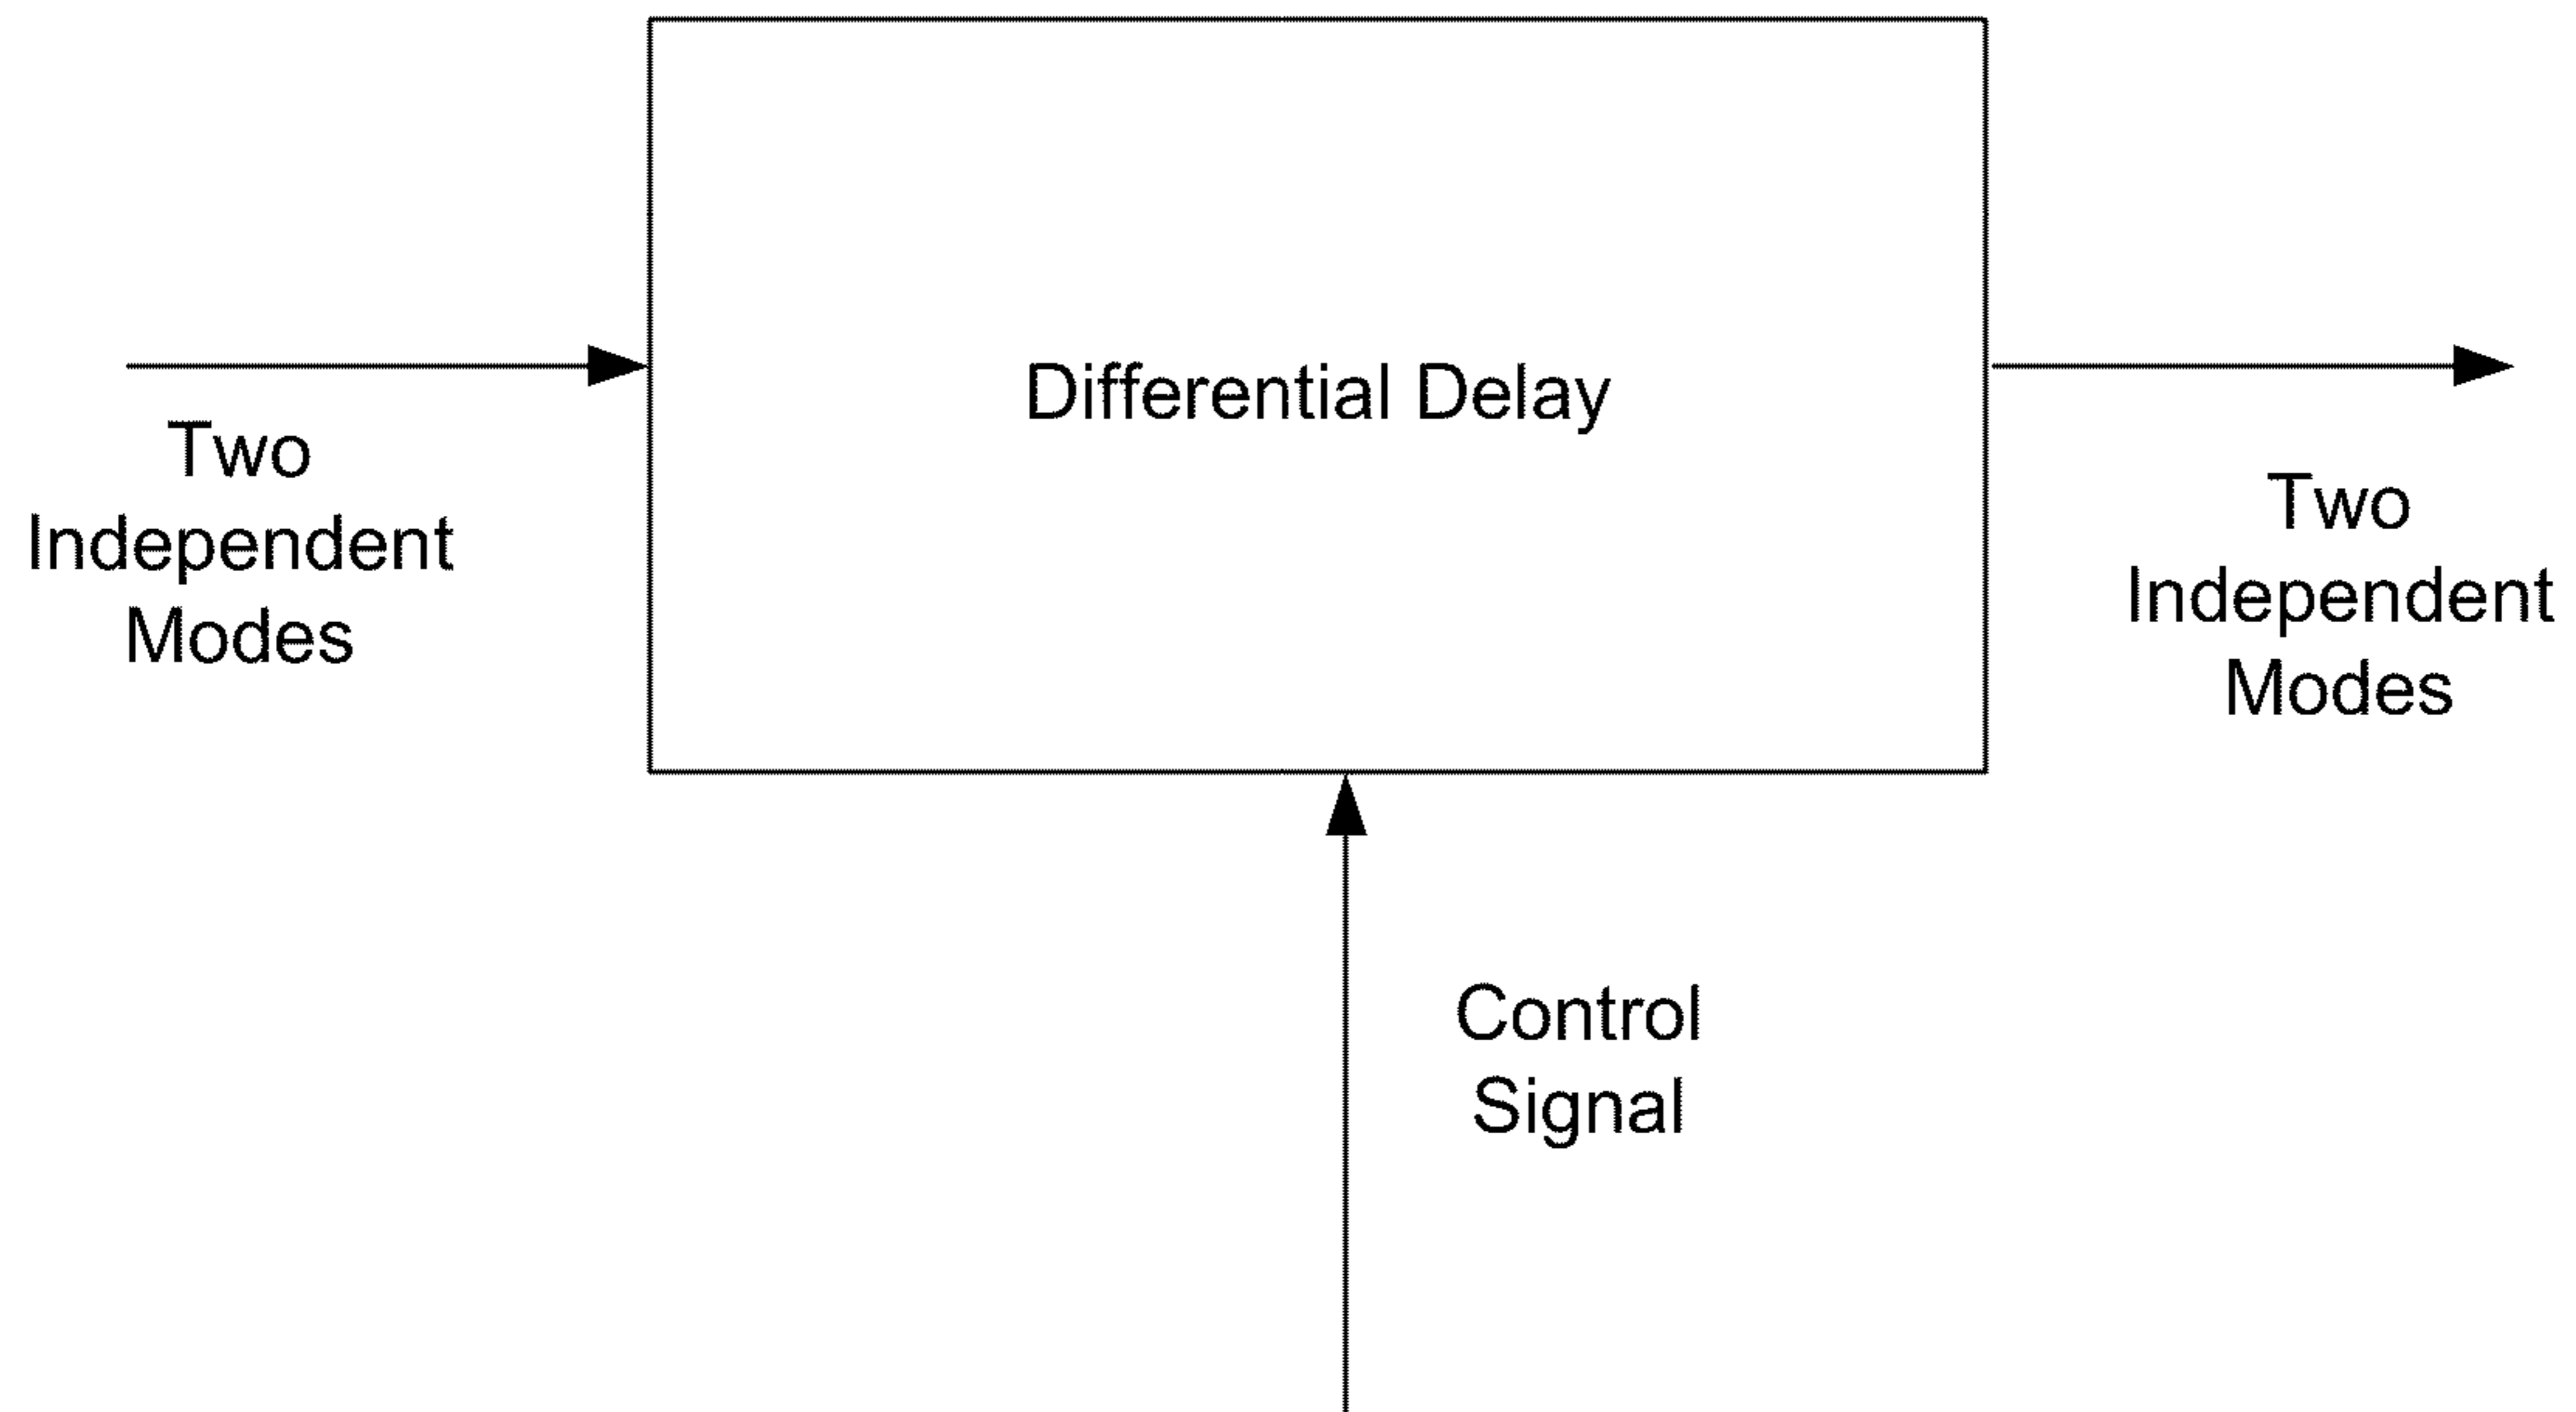 Differential Delay
Two
Independent
Modes
Two
Independent
Modes
Control
Signal